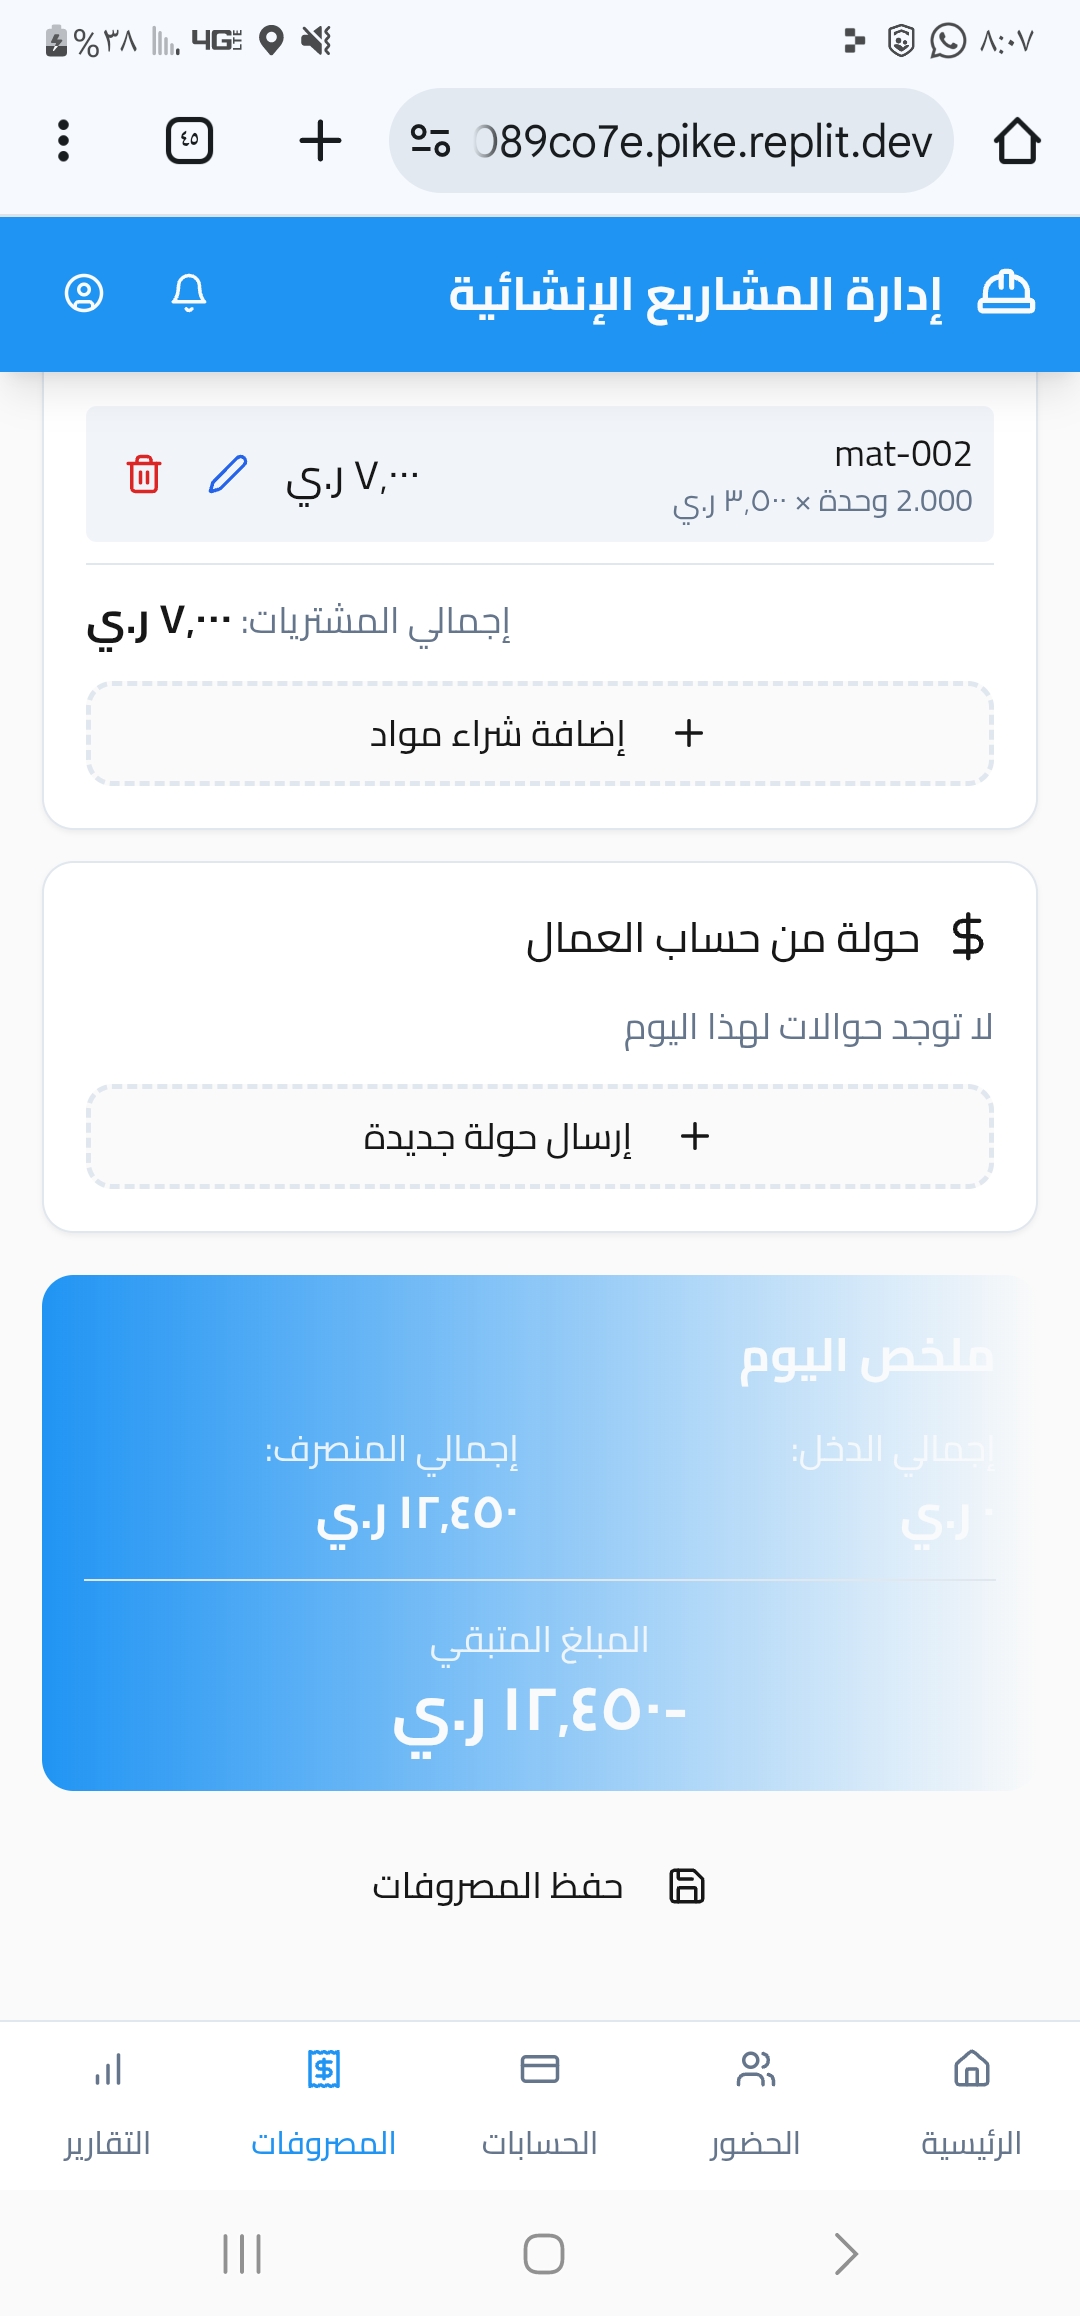 ٨:٠٧
4G LTE
%٣٨
089co7e.pike.replit.dev
٤٥
إدارة المشاريع الإنشائية
mat-002
٧,٠٠٠ ر.ي
2.000 وحدة × ٣,٥٠٠ ر.ي
إجمالي المشتريات: ٧,٠٠٠ ر.ي
إضافة شراء مواد
حولة من حساب العمال
لا توجد حوالات لهذا اليوم
إرسال حولة جديدة
ملخص اليوم
إجمالي الدخل:
٠ ر.ي
إجمالي المنصرف:
١٢,٤٥٠ ر.ي
المبلغ المتبقي
-١٢,٤٥٠ ر.ي
حفظ المصروفات
الرئيسية
الحضور
الحسابات
المصروفات
التقارير